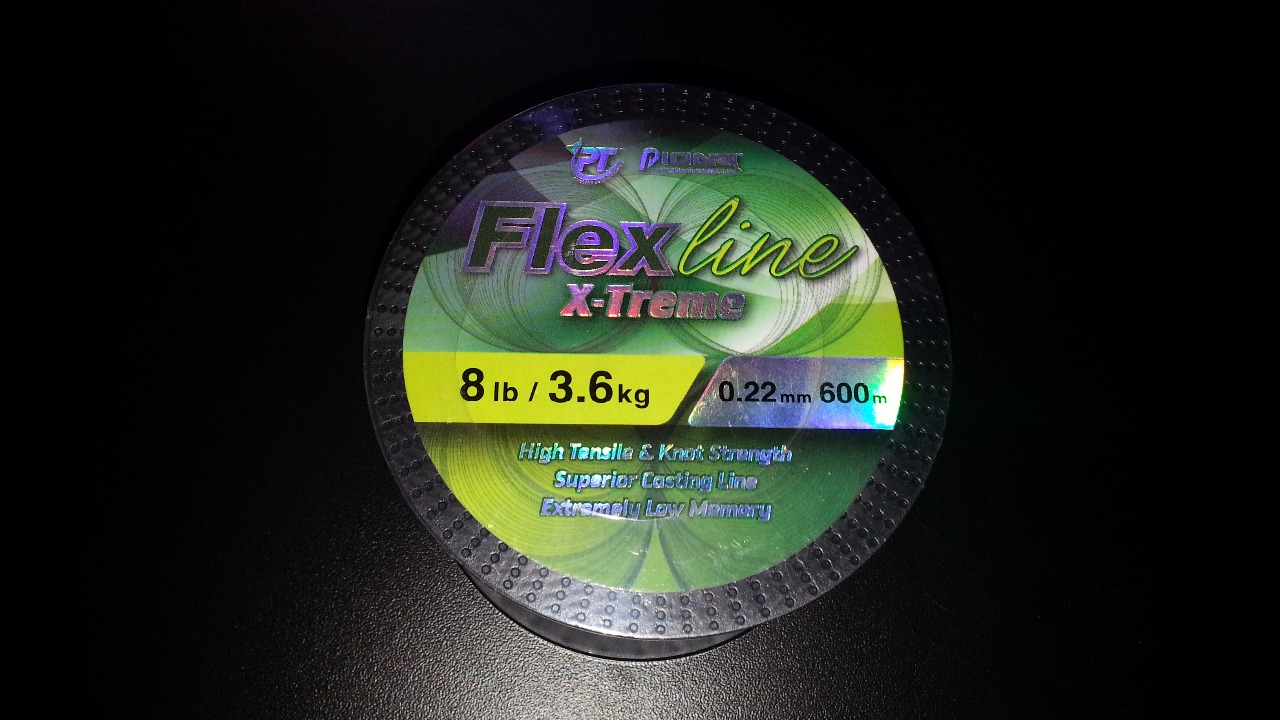 PT Pioneer
Flex line
X-Treme
8 lb / 3.6 kg 0.22 mm 600 m
High Tensile & Knot Strength
Superior Casting Line
Extremely Low Memory